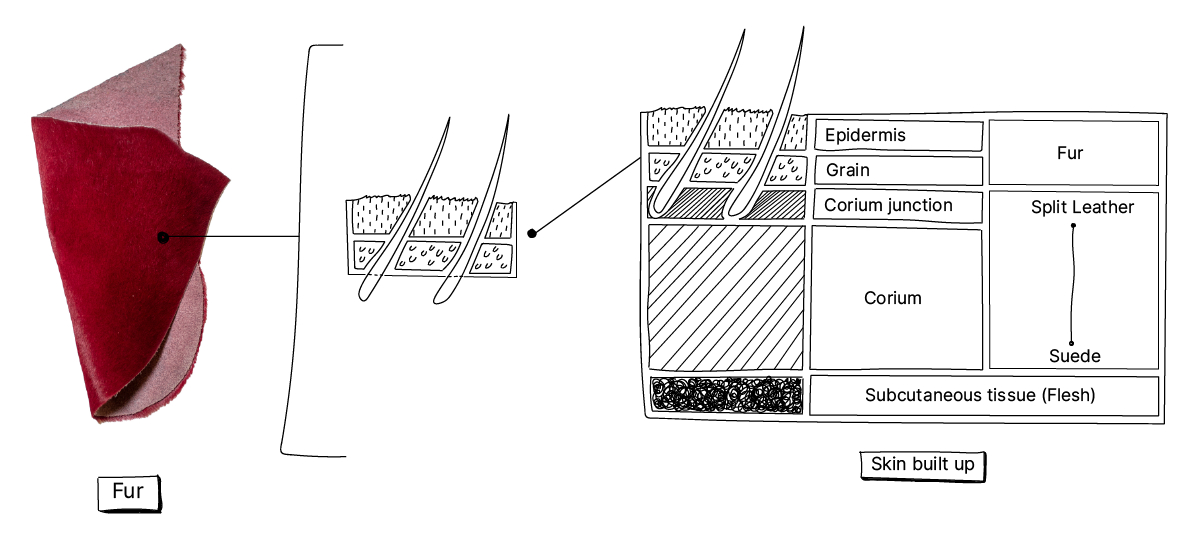 Epidermis
Fur
Grain
Corium junction
Split Leather
Corium
Suede
Subcutaneous tissue (Flesh)
Skin built up
Fur